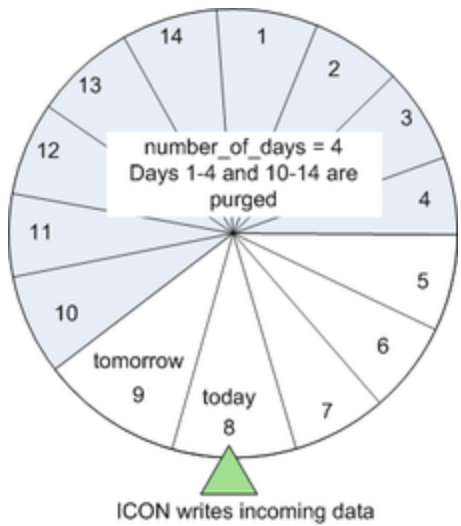 14
1
2
13
3
12
number_of_days = 4
Days 1-4 and 10-14 are
purged
4
11
5
10
6
tomorrow
9
today
8
7
ICON writes incoming data